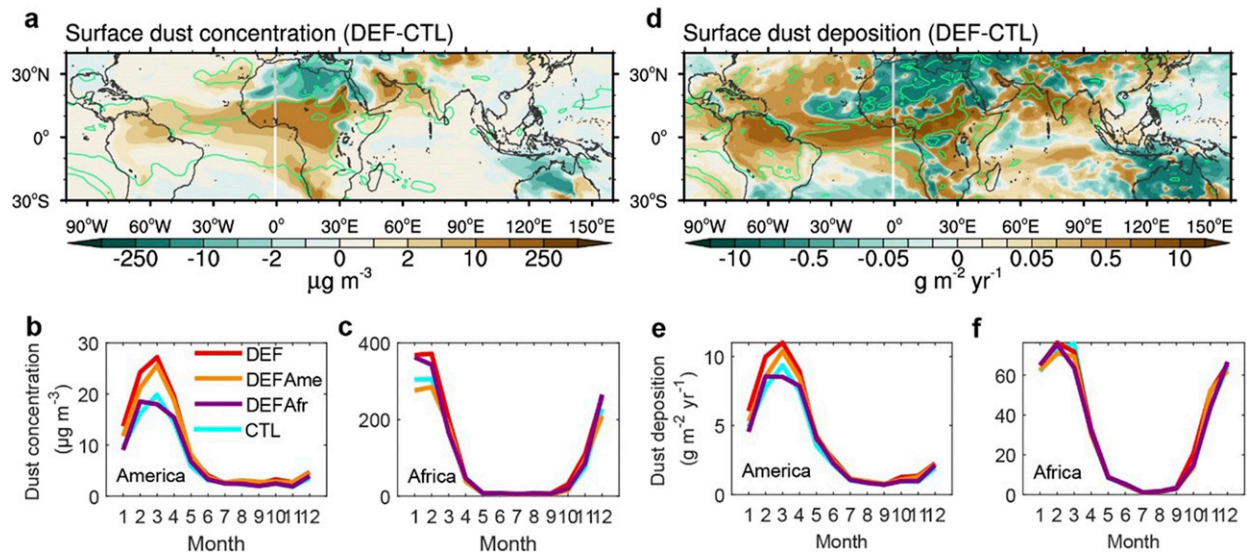 a
Surface dust concentration (DEF-CTL)
30°N
0°
30°S
90°W 60°W 30°W 0° 30°E 60°E 90°E 120°E 150°E
-250 -10 -2 0 2 10 250
µg m⁻³
d
Surface dust deposition (DEF-CTL)
30°N
0°
30°S
90°W 60°W 30°W 0° 30°E 60°E 90°E 120°E 150°E
-10 -0.5 -0.05 0 0.05 0.5 10
g m⁻² yr⁻¹
b
Dust concentration
(µg m⁻³)
30
20
10
0
DEF
DEFAme
DEFAfr
CTL
America
1 2 3 4 5 6 7 8 9 10 11 12
Month
c
400
200
0
Africa
1 2 3 4 5 6 7 8 9 10 11 12
Month
e
Dust deposition
(g m⁻² yr⁻¹)
10
5
0
America
1 2 3 4 5 6 7 8 9 10 11 12
Month
f
60
40
20
0
Africa
1 2 3 4 5 6 7 8 9 10 11 12
Month